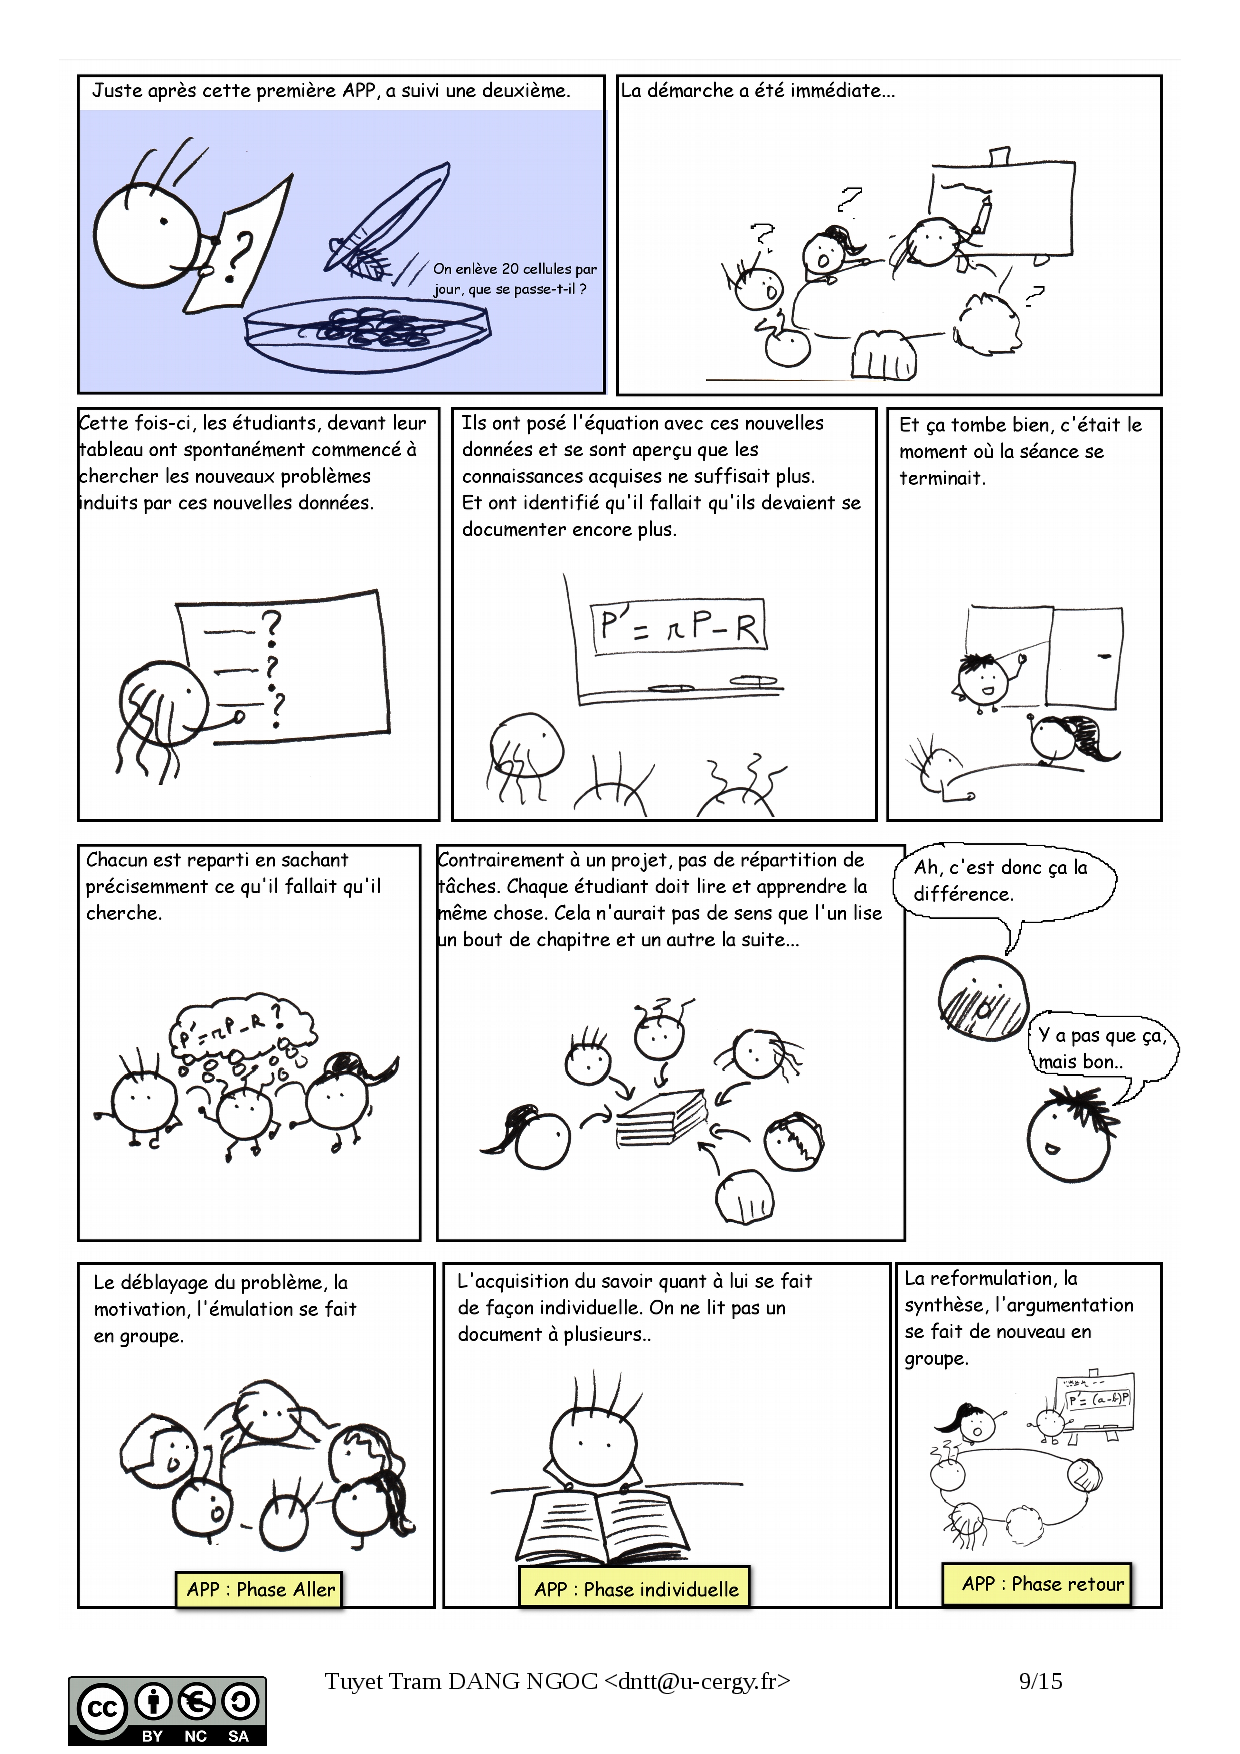 Juste après cette première APP, a suivi une deuxième.
?
On enlève 20 cellules par
jour, que se passe-t-il ?
La démarche a été immédiate...
?
?
?
Cette fois-ci, les étudiants, devant leur
tableau ont spontanément commencé à
chercher les nouveaux problèmes
induits par ces nouvelles données.
?
?
?
Ils ont posé l'équation avec ces nouvelles
données et se sont aperçu que les
connaissances acquises ne suffisait plus.
Et ont identifié qu'il fallait qu'ils devaient se
documenter encore plus.
P' = rP-R
Et ça tombe bien, c'était le
moment où la séance se
terminait.
Chacun est reparti en sachant
précisemment ce qu'il fallait qu'il
cherche.
P'=rP-R ?
Contrairement à un projet, pas de répartition de
tâches. Chaque étudiant doit lire et apprendre la
même chose. Cela n'aurait pas de sens que l'un lise
un bout de chapitre et un autre la suite...
Ah, c'est donc ça la
différence.
Y a pas que ça,
mais bon..
Le déblayage du problème, la
motivation, l'émulation se fait
en groupe.
APP : Phase Aller
L'acquisition du savoir quant à lui se fait
de façon individuelle. On ne lit pas un
document à plusieurs..
APP : Phase individuelle
La reformulation, la
synthèse, l'argumentation
se fait de nouveau en
groupe.
P'= (a-b)P
APP : Phase retour
Tuyet Tram DANG NGOC <dntt@u-cergy.fr>
9/15
cc
BY NC SA